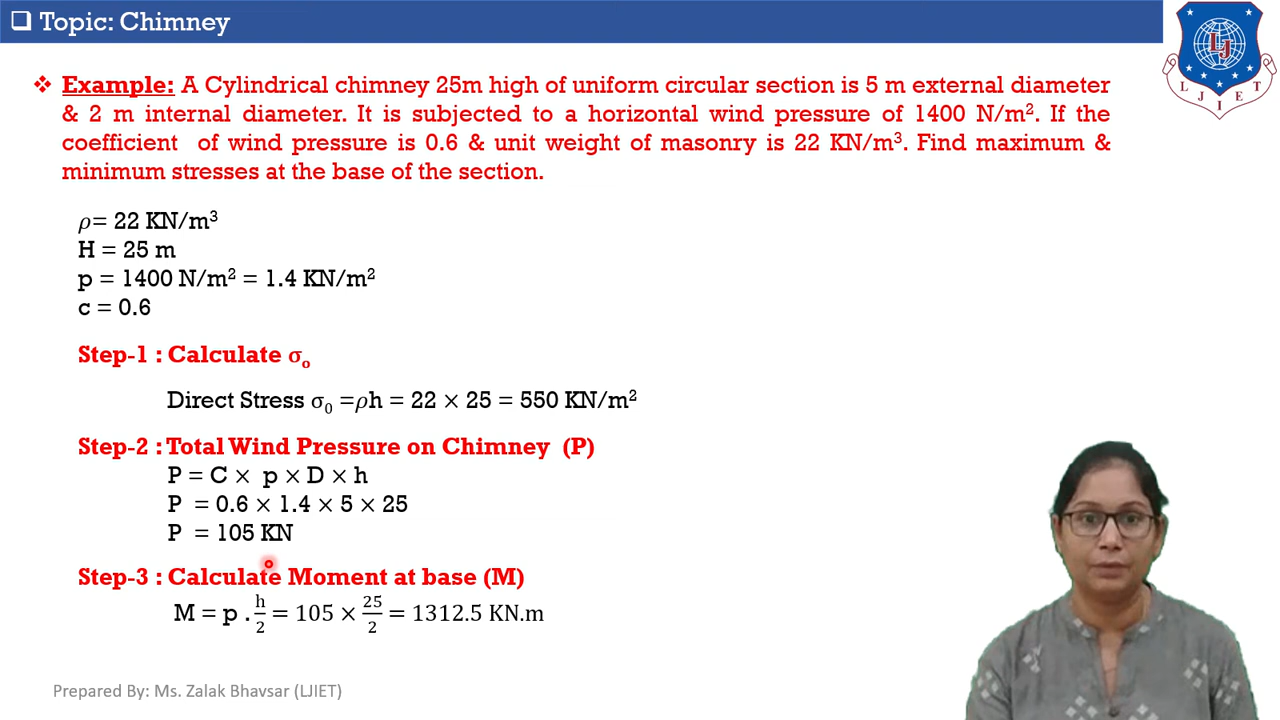 ❑ Topic: Chimney
LJ
L J I E T
❖ Example: A Cylindrical chimney 25m high of uniform circular section is 5 m external diameter
& 2 m internal diameter. It is subjected to a horizontal wind pressure of 1400 N/m². If the
coefficient of wind pressure is 0.6 & unit weight of masonry is 22 KN/m³. Find maximum &
minimum stresses at the base of the section.
ρ= 22 KN/m³
H = 25 m
p = 1400 N/m² = 1.4 KN/m²
c = 0.6
Step-1 : Calculate σₒ
Direct Stress σ₀ =ρh = 22 × 25 = 550 KN/m²
Step-2 : Total Wind Pressure on Chimney (P)
P = C × p × D × h
P = 0.6 × 1.4 × 5 × 25
P = 105 KN
Step-3 : Calculate Moment at base (M)
M = p . h/2 = 105 × 25/2 = 1312.5 KN.m
Prepared By: Ms. Zalak Bhavsar (LJIET)